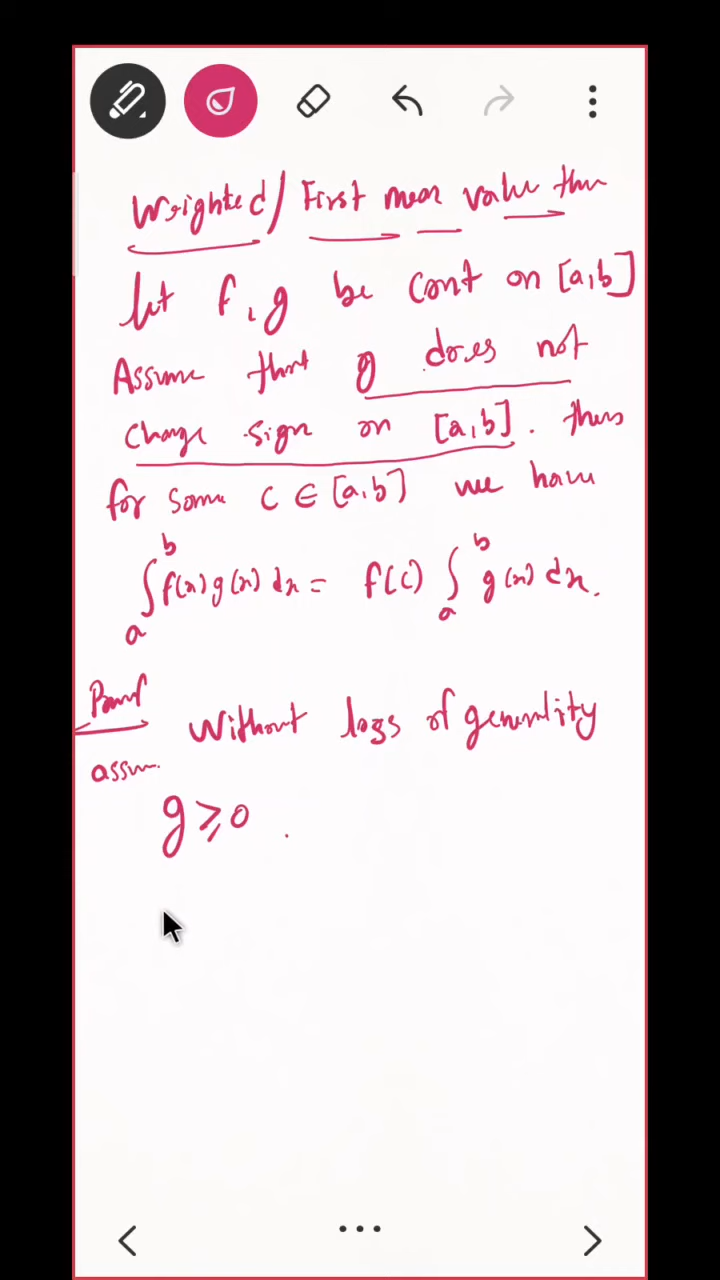 Weighted / First mean value thm
Let f, g be cont on [a,b]
Assume that g does not
change sign on [a,b]. then
for some c ∈ [a,b] we have
∫_a^b f(x) g(x) dx = f(c) ∫_a^b g(x) dx.
Proof Without loss of generality
assum.
g ≥ 0.